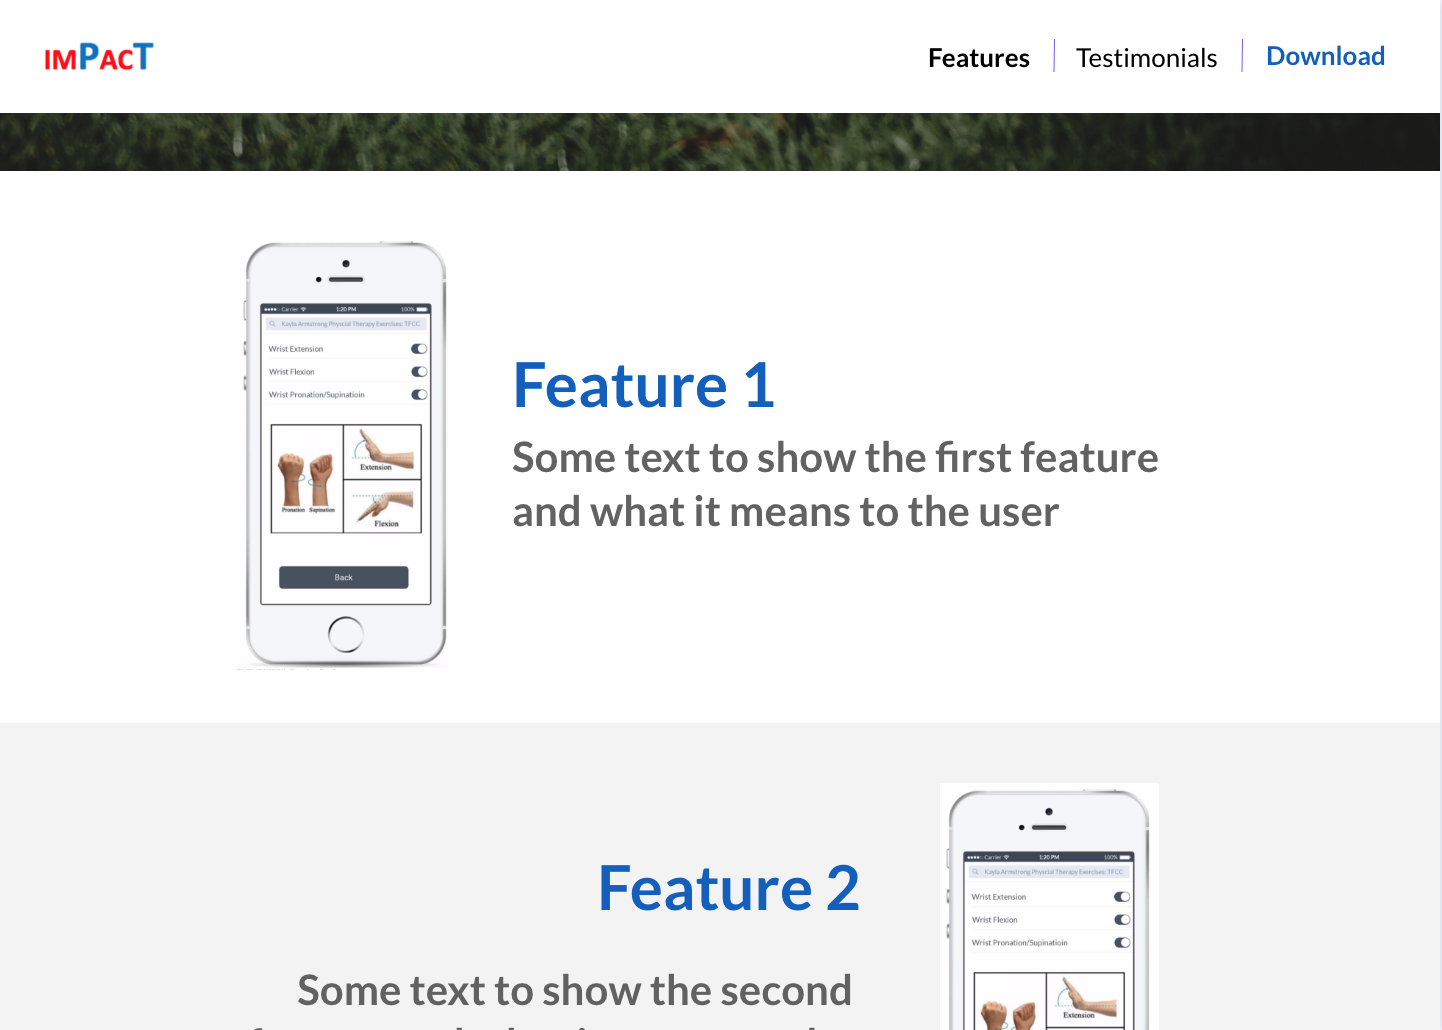 IMPACT
Features
Testimonials
Download
Carrier
1:20 PM
100%
Kayla Armstrong Physcial Therapy Exercises: TFCC
Wrist Extension
Wrist Flexion
Wrist Pronation/Supinatioin
Extension
Pronation
Supination
Flexion
Back
Feature 1
Some text to show the first feature
and what it means to the user
Feature 2
Some text to show the second
Carrier
1:20 PM
100%
Kayla Armstrong Physcial Therapy Exercises: TFCC
Wrist Extension
Wrist Flexion
Wrist Pronation/Supinatioin
Extension